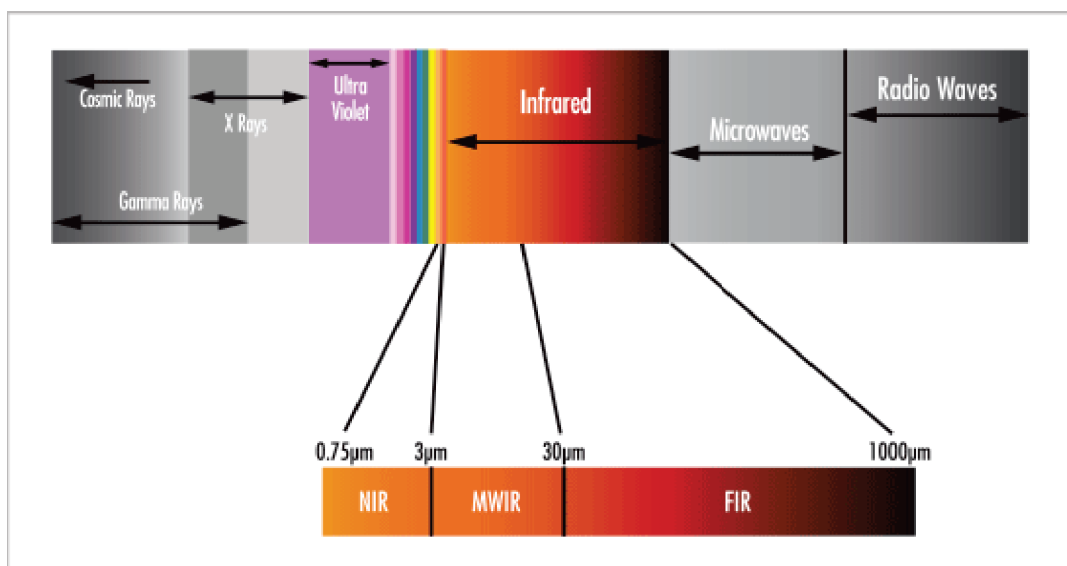 Cosmic Rays
X Rays
Gamma Rays
Ultra
Violet
Infrared
Microwaves
Radio Waves
0.75µm
3µm
30µm
1000µm
NIR
MWIR
FIR